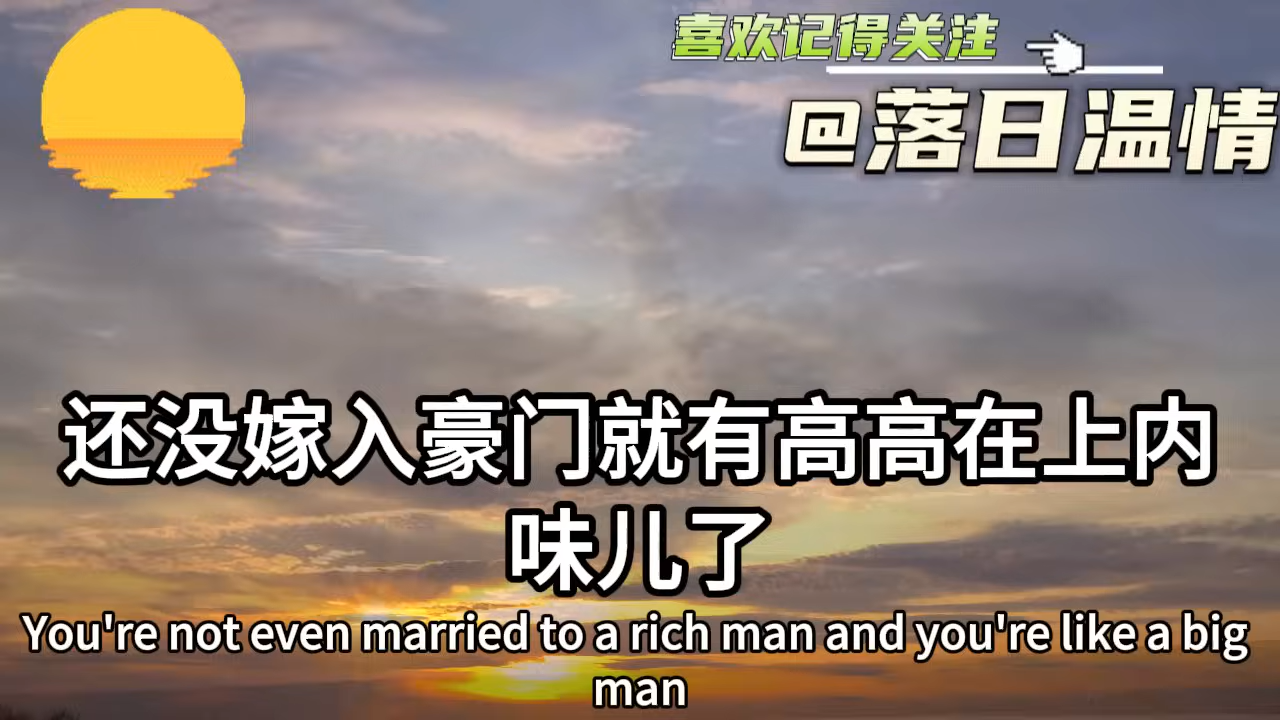 喜欢记得关注
@落日温情
还没嫁入豪门就有高高在上内
味儿了
You're not even married to a rich man and you're like a big
man